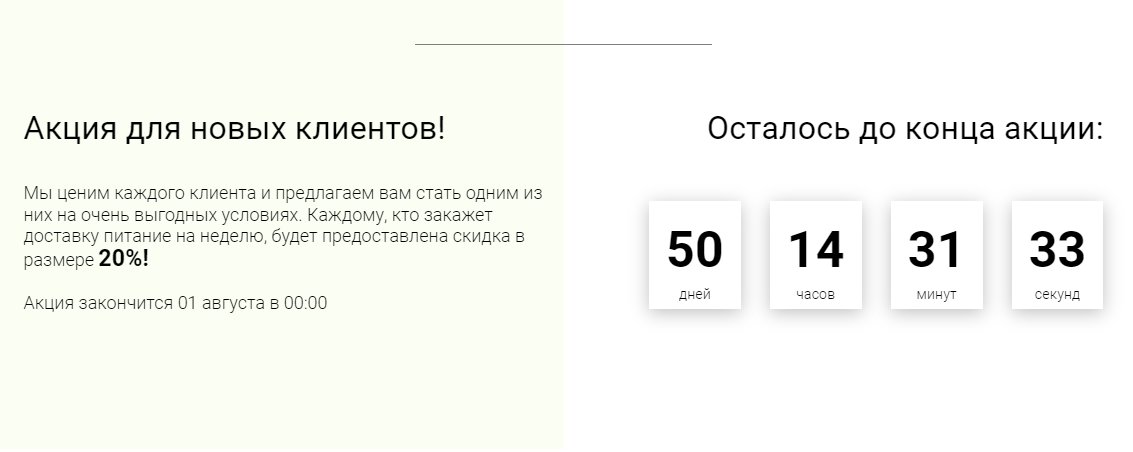 Акция для новых клиентов!
Мы ценим каждого клиента и предлагаем вам стать одним из
них на очень выгодных условиях. Каждому, кто закажет
доставку питание на неделю, будет предоставлена скидка в
размере 20%!
Акция закончится 01 августа в 00:00
Осталось до конца акции:
50 14 31 33
дней часов минут секунд